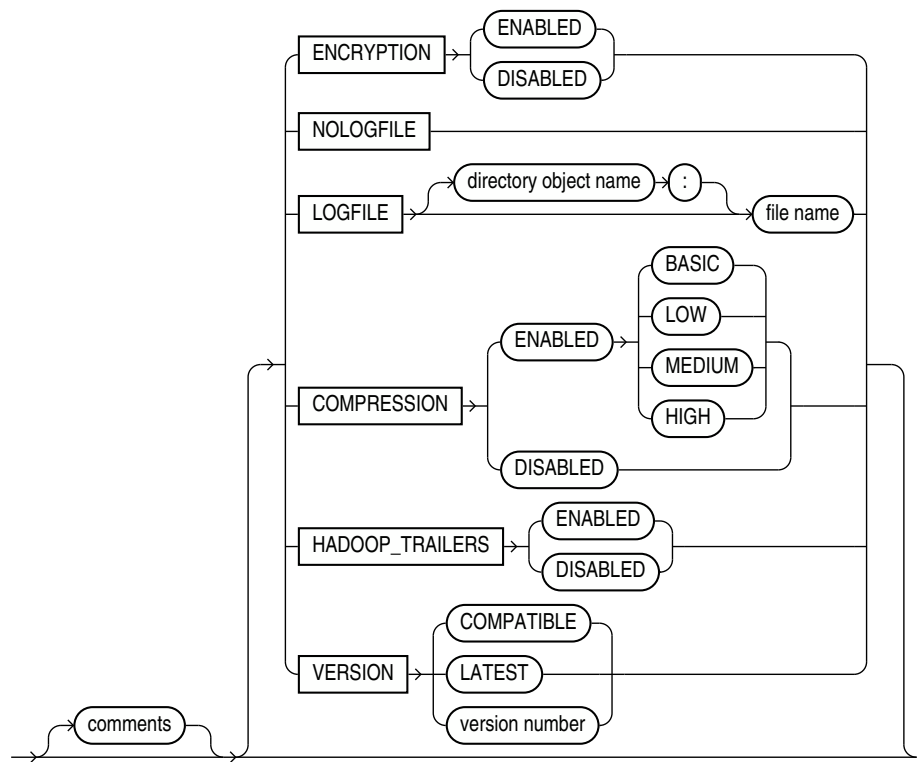 ENCRYPTION
ENABLED
DISABLED
NOLOGFILE
LOGFILE
directory object name
:
file name
COMPRESSION
ENABLED
BASIC
LOW
MEDIUM
HIGH
DISABLED
HADOOP_TRAILERS
ENABLED
DISABLED
VERSION
COMPATIBLE
LATEST
version number
comments